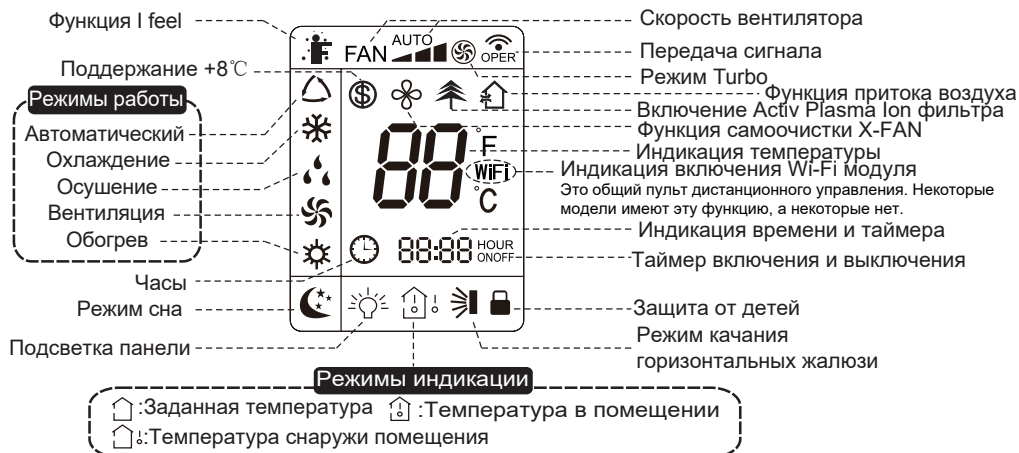 Функция I feel
Поддержание +8℃
Режимы работы
Автоматический
Охлаждение
Осушение
Вентиляция
Обогрев
Часы
Режим сна
Подсветка панели
FAN
AUTO
OPER
88
°F
WiFi
°C
88:88
HOUR
ONOFF
Скорость вентилятора
Передача сигнала
Режим Turbo
Функция притока воздуха
Включение Activ Plasma Ion фильтра
Функция самоочистки X-FAN
Индикация температуры
Индикация включения Wi-Fi модуля
Это общий пульт дистанционного управления. Некоторые
модели имеют эту функцию, а некоторые нет.
Индикация времени и таймера
Таймер включения и выключения
Защита от детей
Режим качания
горизонтальных жалюзи
Режимы индикации
:Заданная температура :Температура в помещении
:Температура снаружи помещения